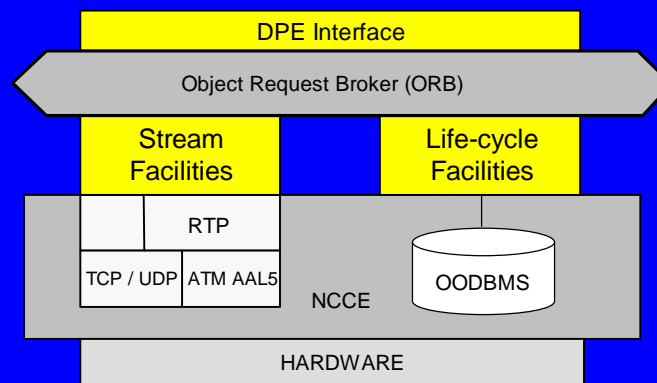 DPE Interface
Object Request Broker (ORB)
Stream
Facilities
Life-cycle
Facilities
RTP
TCP / UDP
ATM AAL5
OODBMS
NCCE
HARDWARE